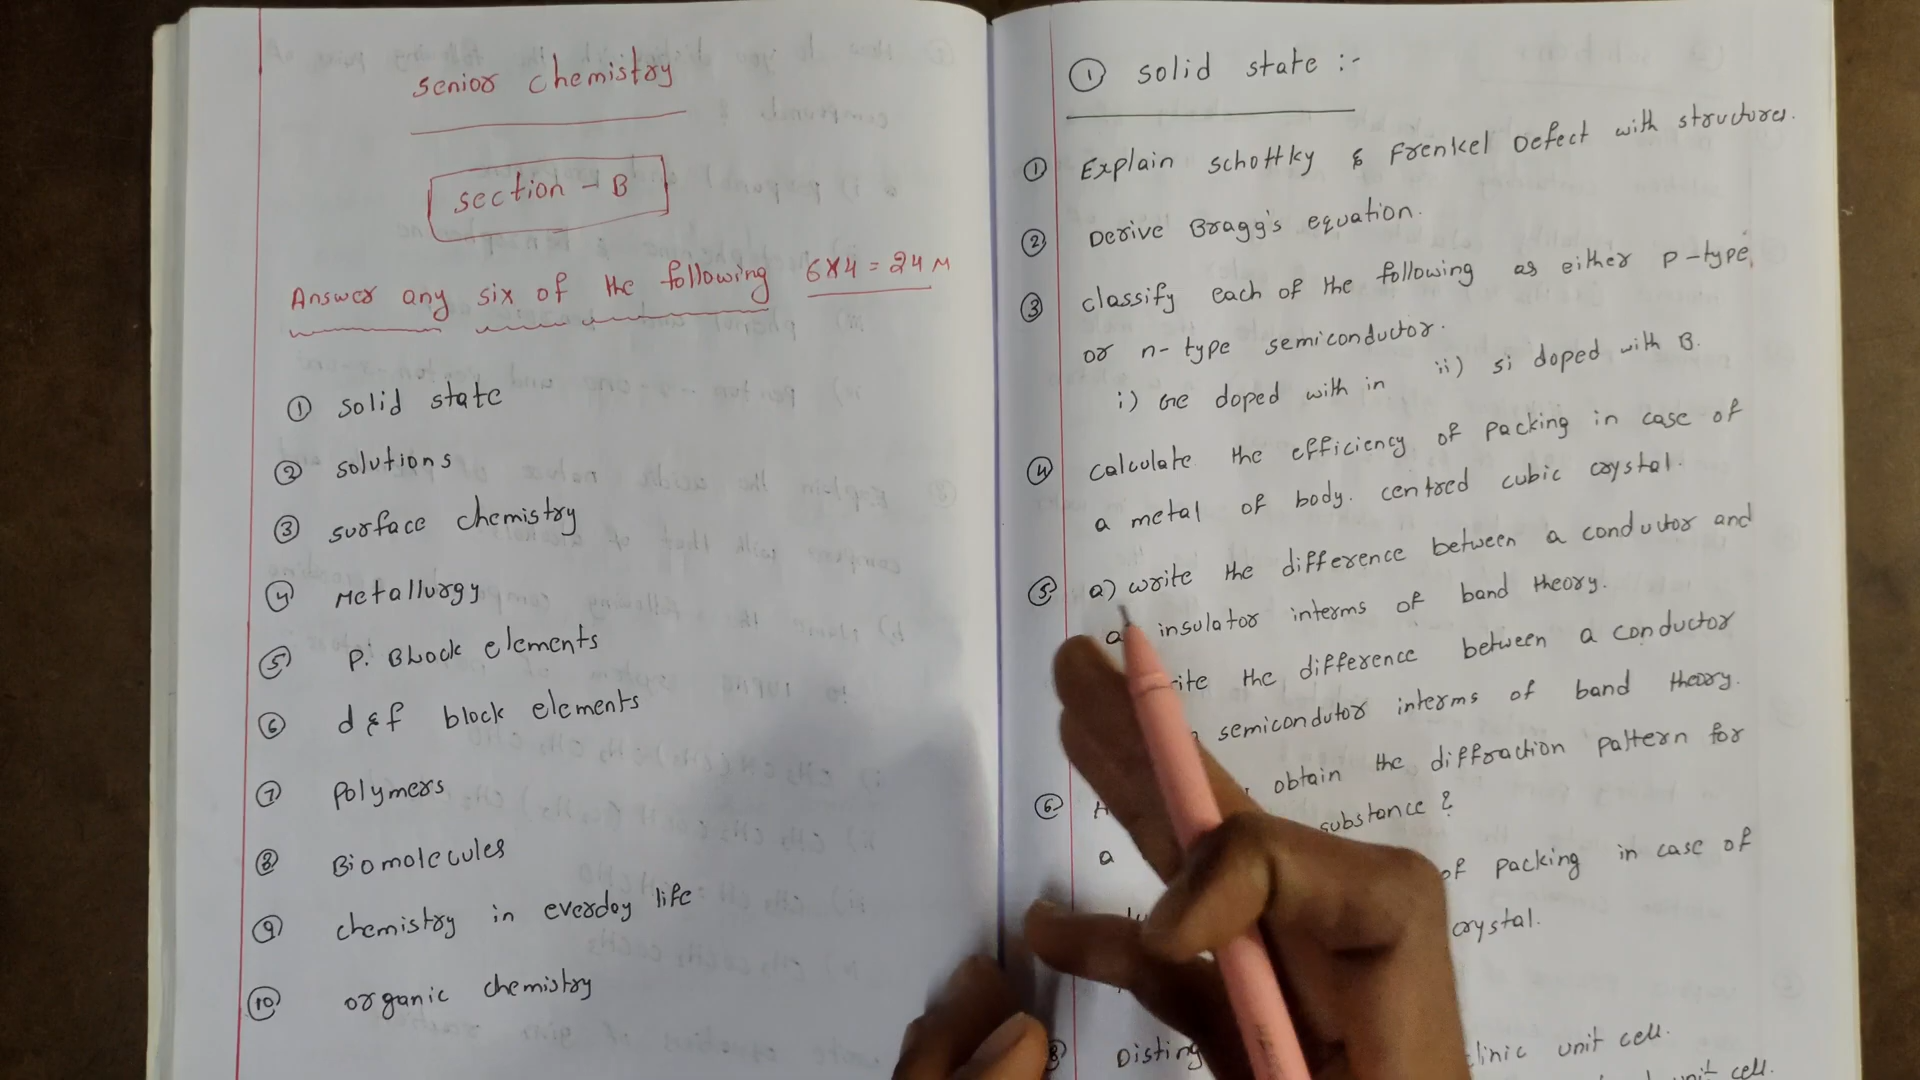 Senior Chemistry
Section - B
Answer any six of the following 6x4 = 24 M
① solid state
② solutions
③ surface chemistry
④ Metallurgy
⑤ P. Block elements
⑥ d & f block elements
⑦ polymers
⑧ Biomolecules
⑨ chemistry in everday life
⑩ organic chemistry
① Solid state :-
① Explain schottky & Frenkel Defect with structures.
② Derive Bragg's equation.
③ classify each of the following as either p-type
or n-type semiconductor.
i) Ge doped with in ii) si doped with B.
④ calculate the efficiency of packing in case of
a metal of body. centred cubic crystal.
⑤ a) write the difference between a conductor and
insulator interms of band theory.
the difference between a conductor
semicondutor interms of band theory.
⑥ obtain the diffraction pattern for
a substance ?
of packing in case of
crystal.
⑧ unit cell.
unit cell.